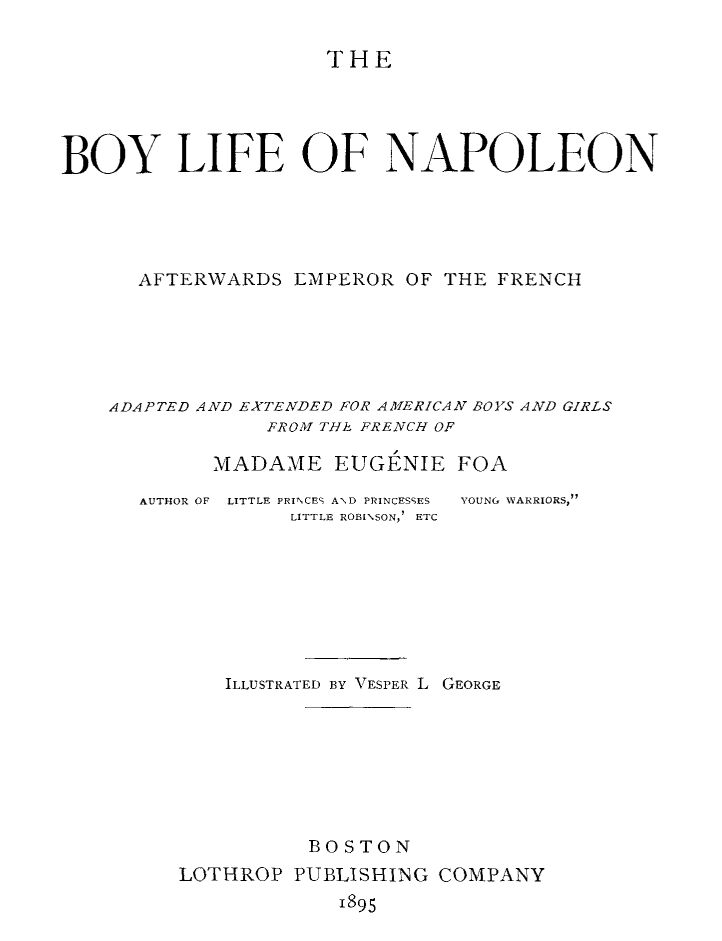 THE
BOY LIFE OF NAPOLEON
AFTERWARDS EMPEROR OF THE FRENCH
ADAPTED AND EXTENDED FOR AMERICAN BOYS AND GIRLS
FROM THE FRENCH OF
MADAME EUGÉNIE FOA
AUTHOR OF LITTLE PRINCES AND PRINCESSES YOUNG WARRIORS,"
LITTLE ROBINSON,' ETC
ILLUSTRATED BY VESPER L GEORGE
BOSTON
LOTHROP PUBLISHING COMPANY
1895